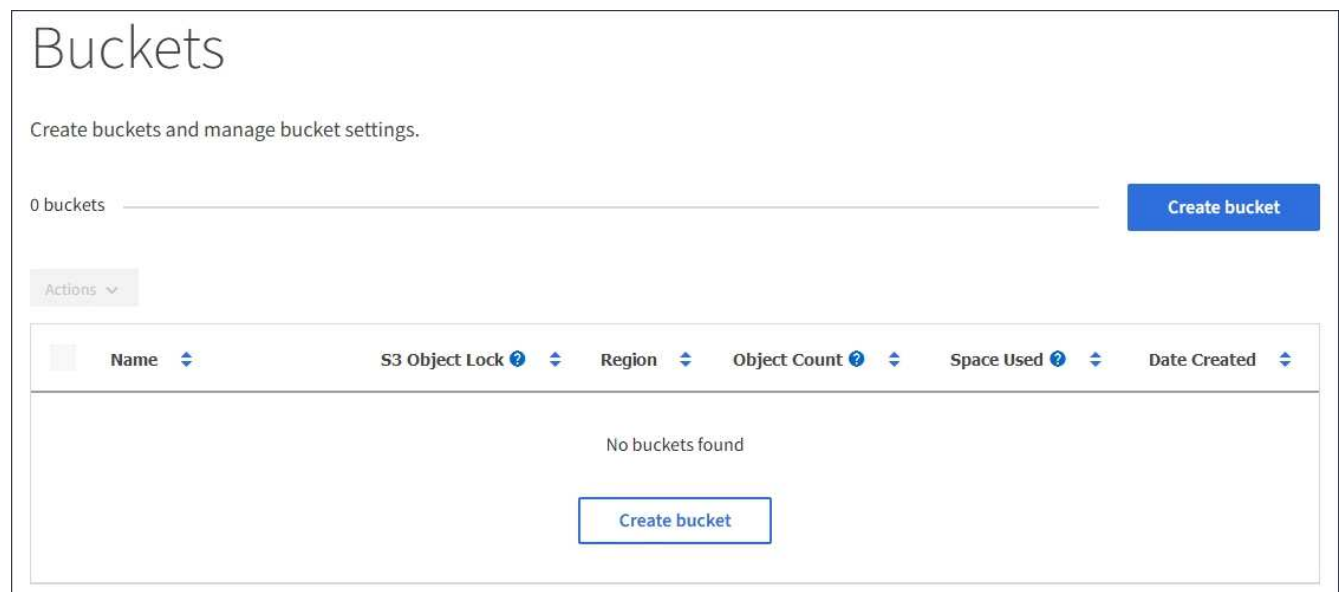 Buckets
Create buckets and manage bucket settings.
0 buckets
Create bucket
Actions
Name S3 Object Lock ? Region Object Count ? Space Used ? Date Created
No buckets found
Create bucket